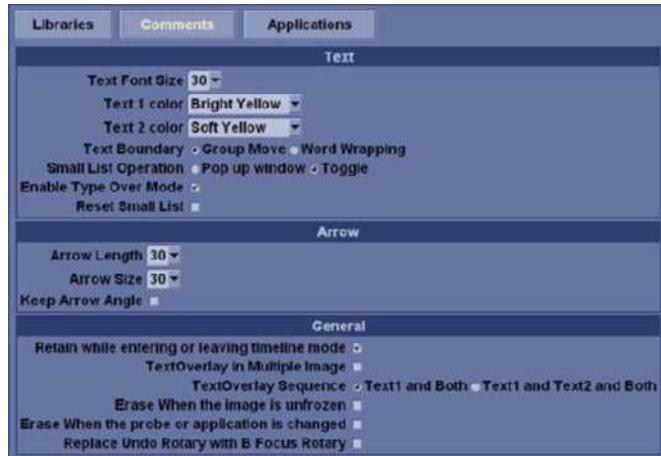 Libraries Comments Applications
Text
Text Font Size 30
Text 1 color Bright Yellow
Text 2 color Soft Yellow
Text Boundary Group Move Word Wrapping
Small List Operation Pop up window Toggle
Enable Type Over Mode
Reset Small List
Arrow
Arrow Length 30
Arrow Size 30
Keep Arrow Angle
General
Retain while entering or leaving timeline mode
TextOverlay in Multiple Image
TextOverlay Sequence Text1 and Both Text1 and Text2 and Both
Erase When the image is unfrozen
Erase When the probe or application is changed
Replace Undo Rotary with B Focus Rotary